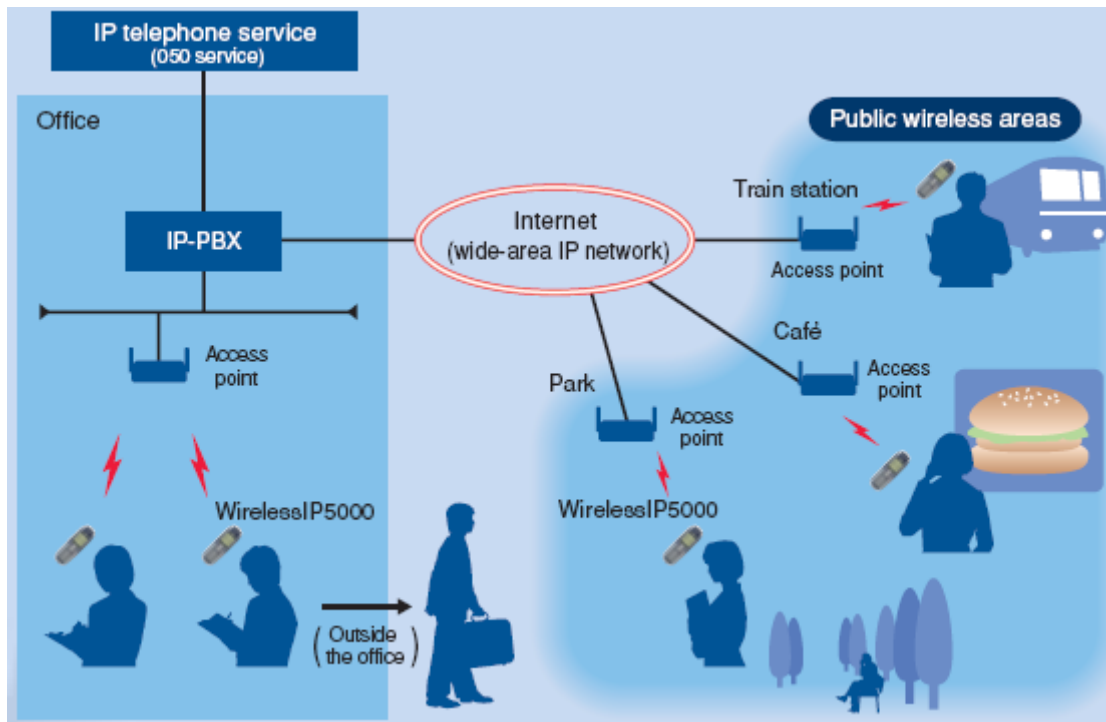 IP telephone service
(050 service)
Office
IP-PBX
Access
point
WirelessIP5000
(Outside
the office)
Internet
(wide-area IP network)
Public wireless areas
Train station
Access point
Café
Access
point
Park
Access
point
WirelessIP5000